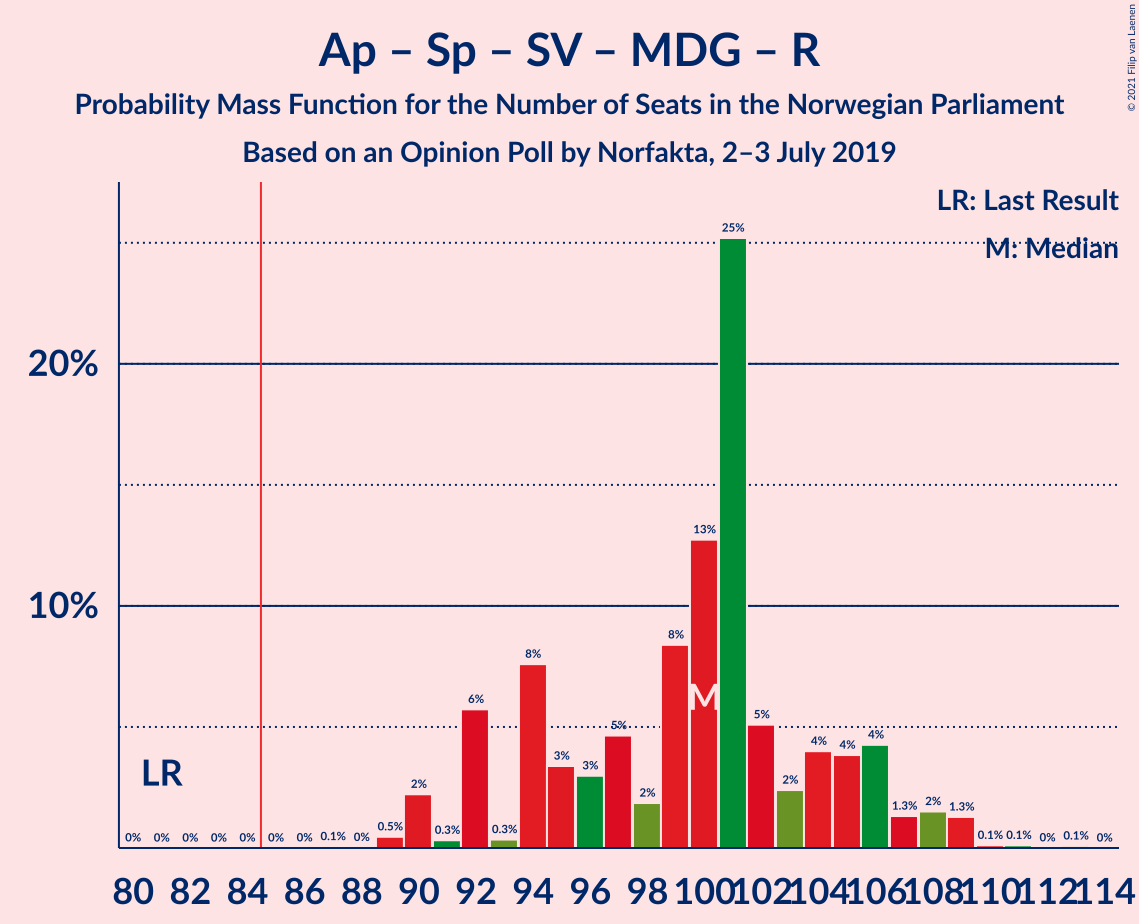 Ap – Sp – SV – MDG – R
Probability Mass Function for the Number of Seats in the Norwegian Parliament
Based on an Opinion Poll by Norfakta, 2–3 July 2019
© 2021 Filip van Laenen
LR: Last Result
M: Median
20%
10%
LR
M
0% 0% 0% 0% 0% 0% 0% 0.1% 0% 0.5% 2% 0.3% 6% 0.3% 8% 3% 3% 5% 2% 8% 13% 25% 5% 2% 4% 4% 4% 1.3% 2% 1.3% 0.1% 0.1% 0% 0.1% 0%
80 82 84 86 88 90 92 94 96 98 100 102 104 106 108 110 112 114